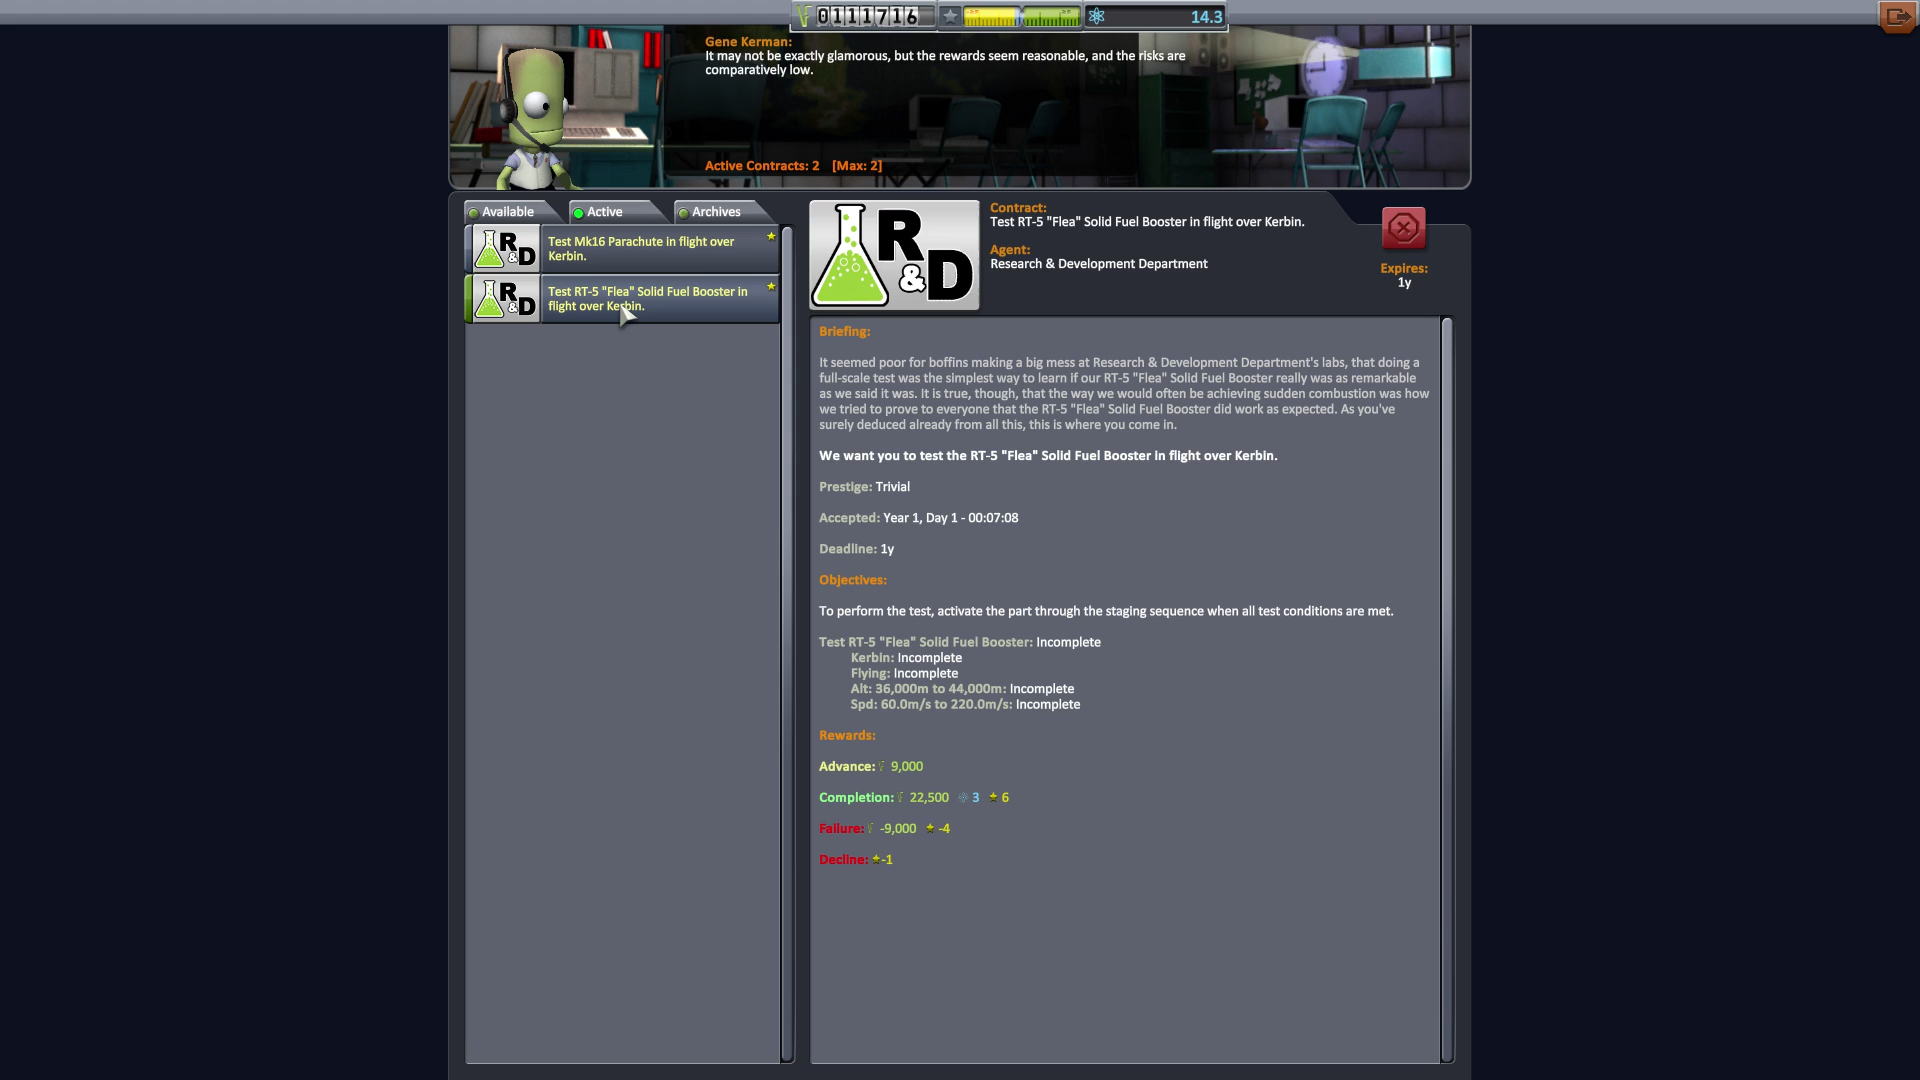 0111716
14.3
Gene Kerman:
It may not be exactly glamorous, but the rewards seem reasonable, and the risks are
comparatively low.
Active Contracts: 2 [Max: 2]
Available
Active
Archives
R&D
Test Mk16 Parachute in flight over
Kerbin.
R&D
Test RT-5 "Flea" Solid Fuel Booster in
flight over Kerbin.
R&D
Contract:
Test RT-5 "Flea" Solid Fuel Booster in flight over Kerbin.
Agent:
Research & Development Department
Expires:
1y
Briefing:
It seemed poor for boffins making a big mess at Research & Development Department's labs, that doing a
full-scale test was the simplest way to learn if our RT-5 "Flea" Solid Fuel Booster really was as remarkable
as we said it was. It is true, though, that the way we would often be achieving sudden combustion was how
we tried to prove to everyone that the RT-5 "Flea" Solid Fuel Booster did work as expected. As you've
surely deduced already from all this, this is where you come in.
We want you to test the RT-5 "Flea" Solid Fuel Booster in flight over Kerbin.
Prestige: Trivial
Accepted: Year 1, Day 1 - 00:07:08
Deadline: 1y
Objectives:
To perform the test, activate the part through the staging sequence when all test conditions are met.
Test RT-5 "Flea" Solid Fuel Booster: Incomplete
Kerbin: Incomplete
Flying: Incomplete
Alt: 36,000m to 44,000m: Incomplete
Spd: 60.0m/s to 220.0m/s: Incomplete
Rewards:
Advance: 9,000
Completion: 22,500 3 6
Failure: -9,000 -4
Decline: -1